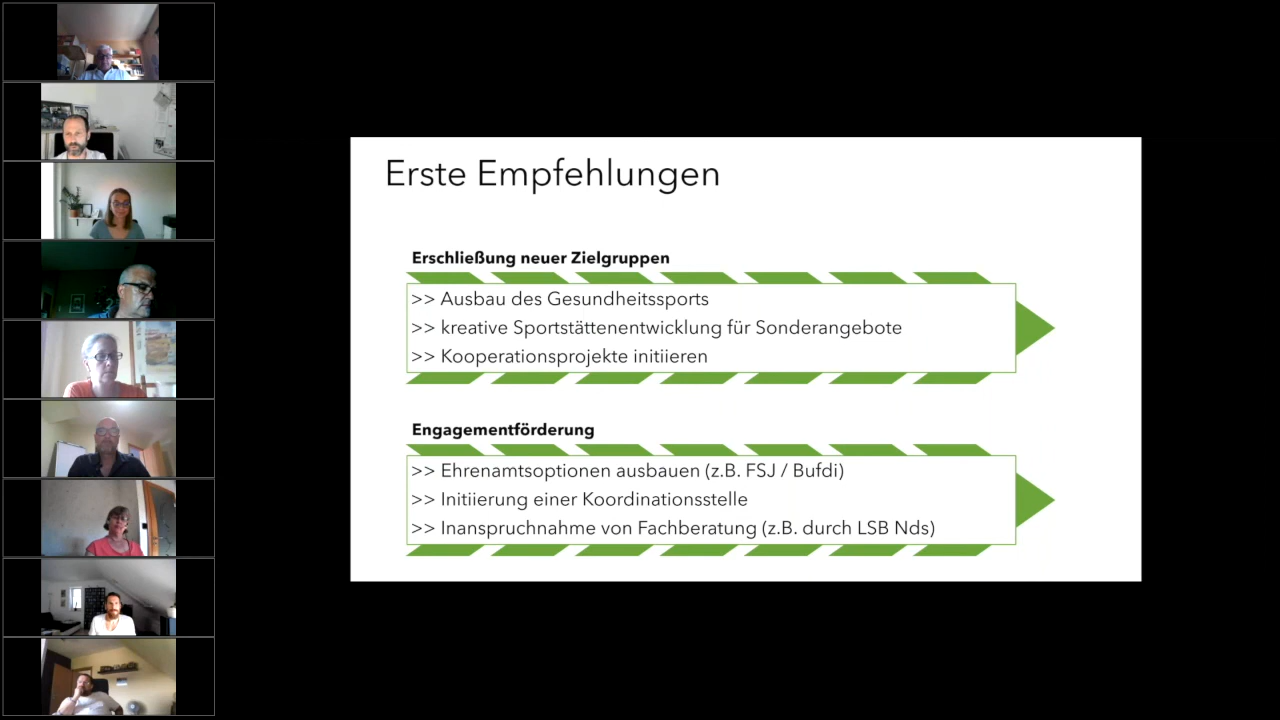 Erste Empfehlungen
Erschließung neuer Zielgruppen
>> Ausbau des Gesundheitssports
>> kreative Sportstättenentwicklung für Sonderangebote
>> Kooperationsprojekte initiieren
Engagementförderung
>> Ehrenamtsoptionen ausbauen (z.B. FSJ / Bufdi)
>> Initiierung einer Koordinationsstelle
>> Inanspruchnahme von Fachberatung (z.B. durch LSB Nds)